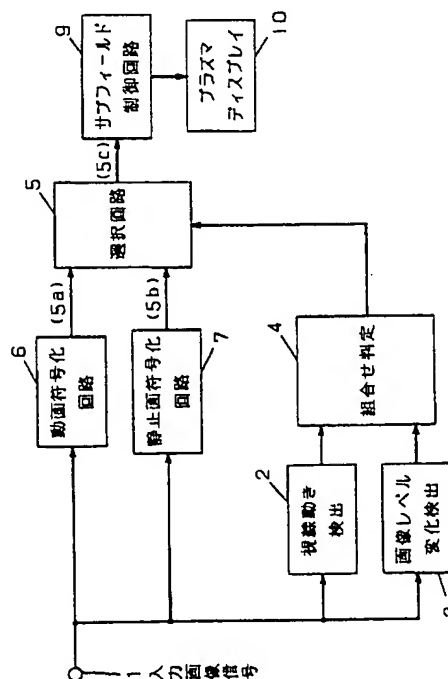 1 入力画像信号
6
動画符号化
回路
(5a)
静止画符号化
回路
7
(5b)
2
視線動き
検出
画像レベル
変化検出
4
組合せ判定
5
選択回路
(5c)
9
サブフィールド
制御回路
10
プラズマ
ディスプレイ